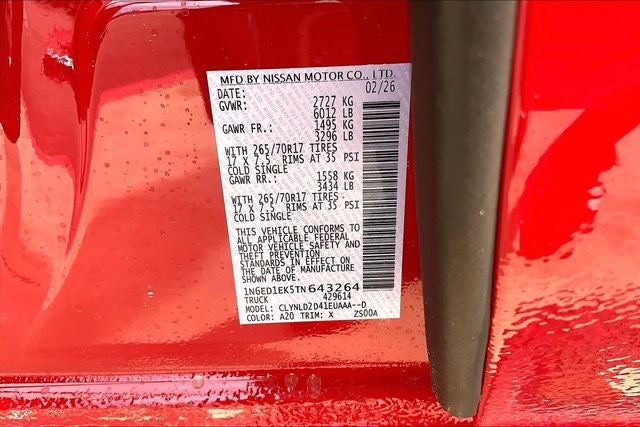 MFD BY NISSAN MOTOR CO., LTD.
DATE: 02/26
GVWR: 2727 KG
6012 LB
GAWR FR.: 1495 KG
3296 LB
WITH 265/70R17 TIRES
17 X 7.5 RIMS AT 35 PSI
COLD SINGLE
GAWR RR.: 1558 KG
3434 LB
WITH 265/70R17 TIRES
17 X 7.5 RIMS AT 35 PSI
COLD SINGLE
THIS VEHICLE CONFORMS TO
ALL APPLICABLE FEDERAL
MOTOR VEHICLE SAFETY AND
THEFT PREVENTION
STANDARDS IN EFFECT ON
THE DATE OF MANUFACTURE
SHOWN ABOVE.
1N6ED1EK5TN643264
TRUCK 429614
MODEL: CLYNLD2D41EUAAA--D
COLOR: A20 TRIM: X ZS00A